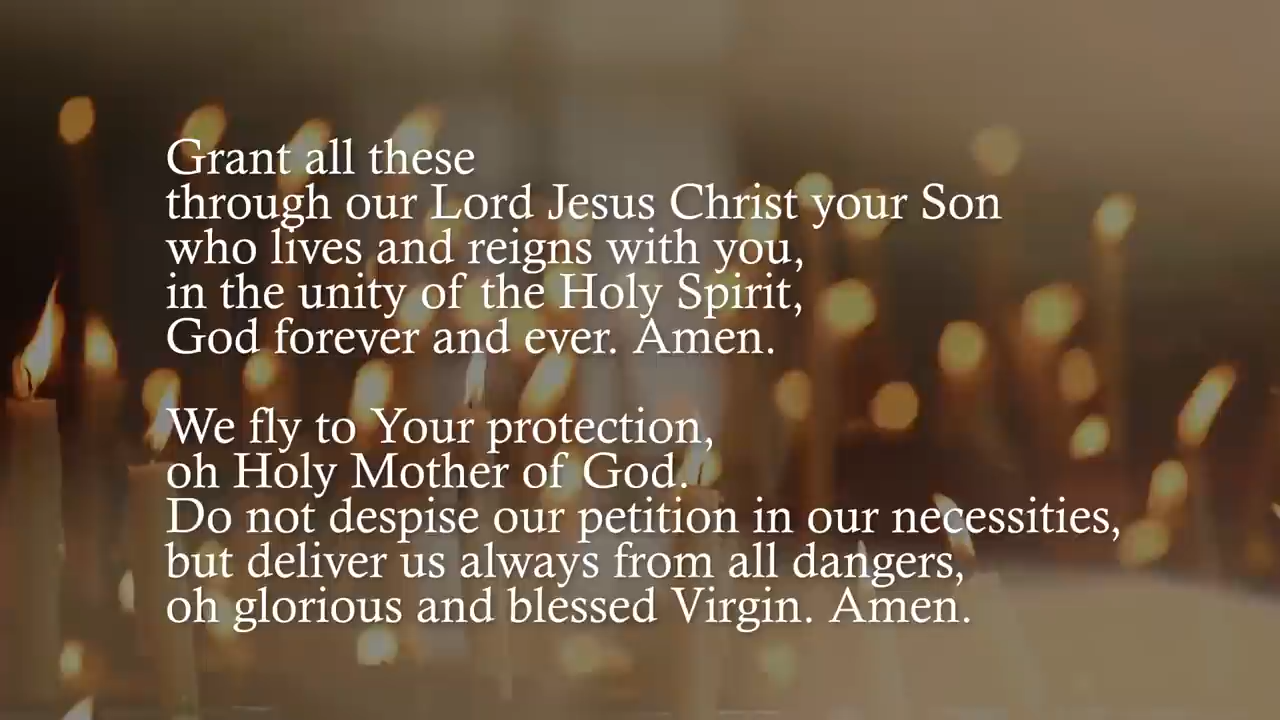 Grant all these
through our Lord Jesus Christ your Son
who lives and reigns with you,
in the unity of the Holy Spirit,
God forever and ever. Amen.
We fly to Your protection,
oh Holy Mother of God.
Do not despise our petition in our necessities,
but deliver us always from all dangers,
oh glorious and blessed Virgin. Amen.